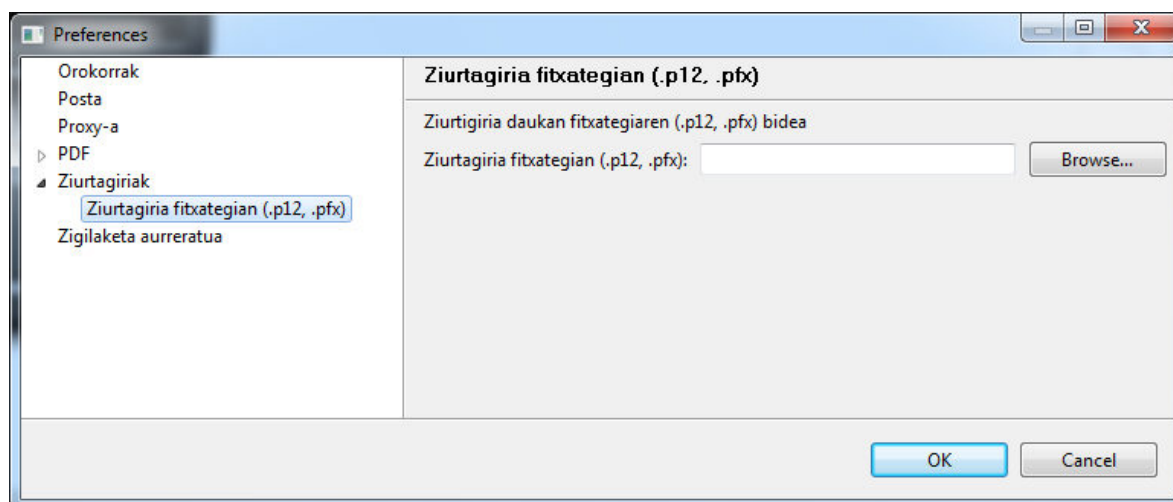 Preferences
Orokorrak
Posta
Proxy-a
PDF
Ziurtagiriak
Ziurtagiria fitxategian (.p12, .pfx)
Zigilaketa aurreratua
Ziurtagiria fitxategian (.p12, .pfx)
Ziurtigiria daukan fitxategiaren (.p12, .pfx) bidea
Ziurtagiria fitxategian (.p12, .pfx): Browse...
OK Cancel